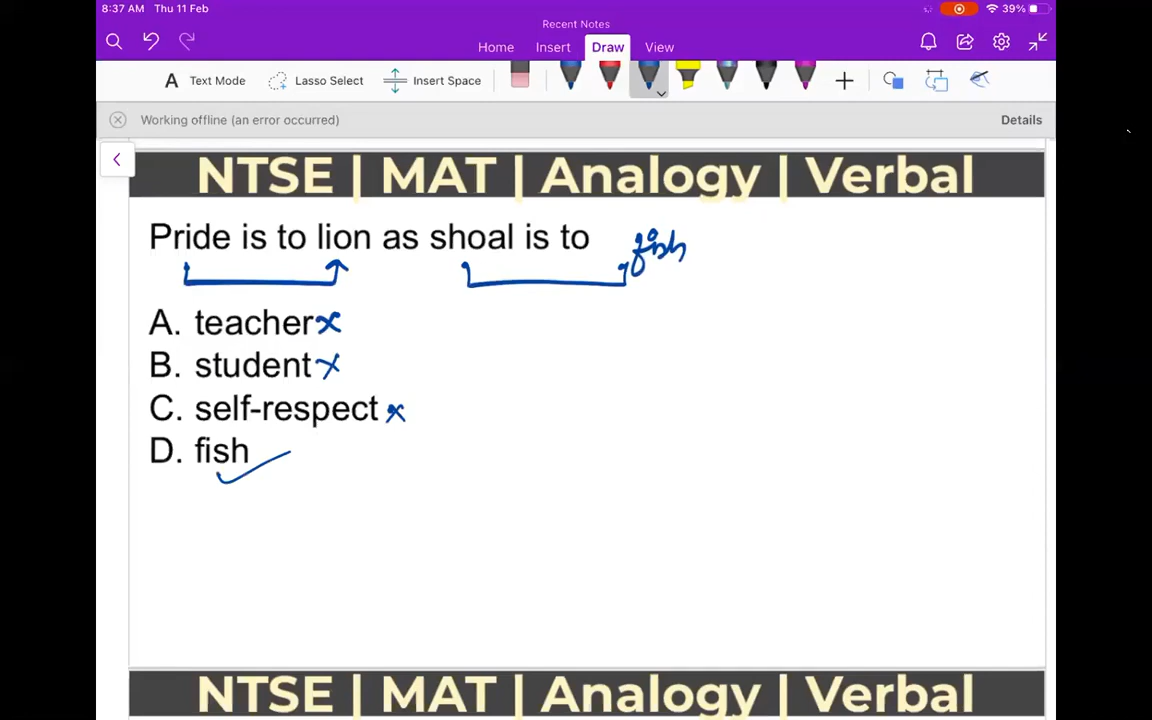 8:37 AM Thu 11 Feb
39%
Recent Notes
Home Insert Draw View
Text Mode Lasso Select Insert Space
Working offline (an error occurred) Details
NTSE | MAT | Analogy | Verbal
Pride is to lion as shoal is to fish
A. teacher x
B. student x
C. self-respect x
D. fish
NTSE | MAT | Analogy | Verbal